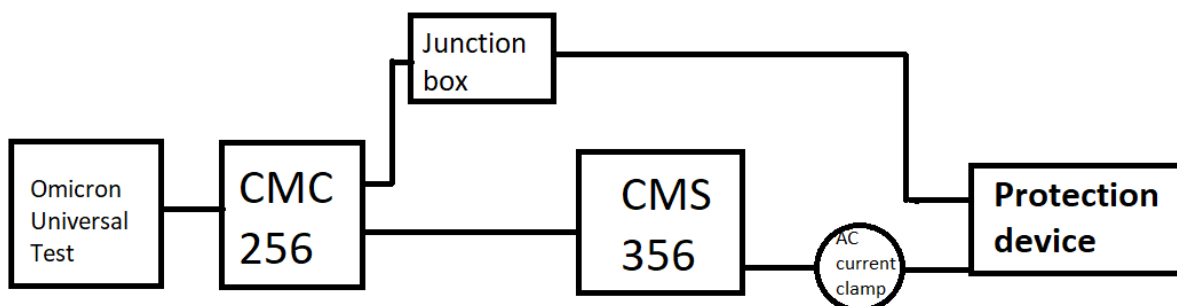 Omicron
Universal
Test
CMC
256
Junction
box
CMS
356
AC
current
clamp
Protection
device